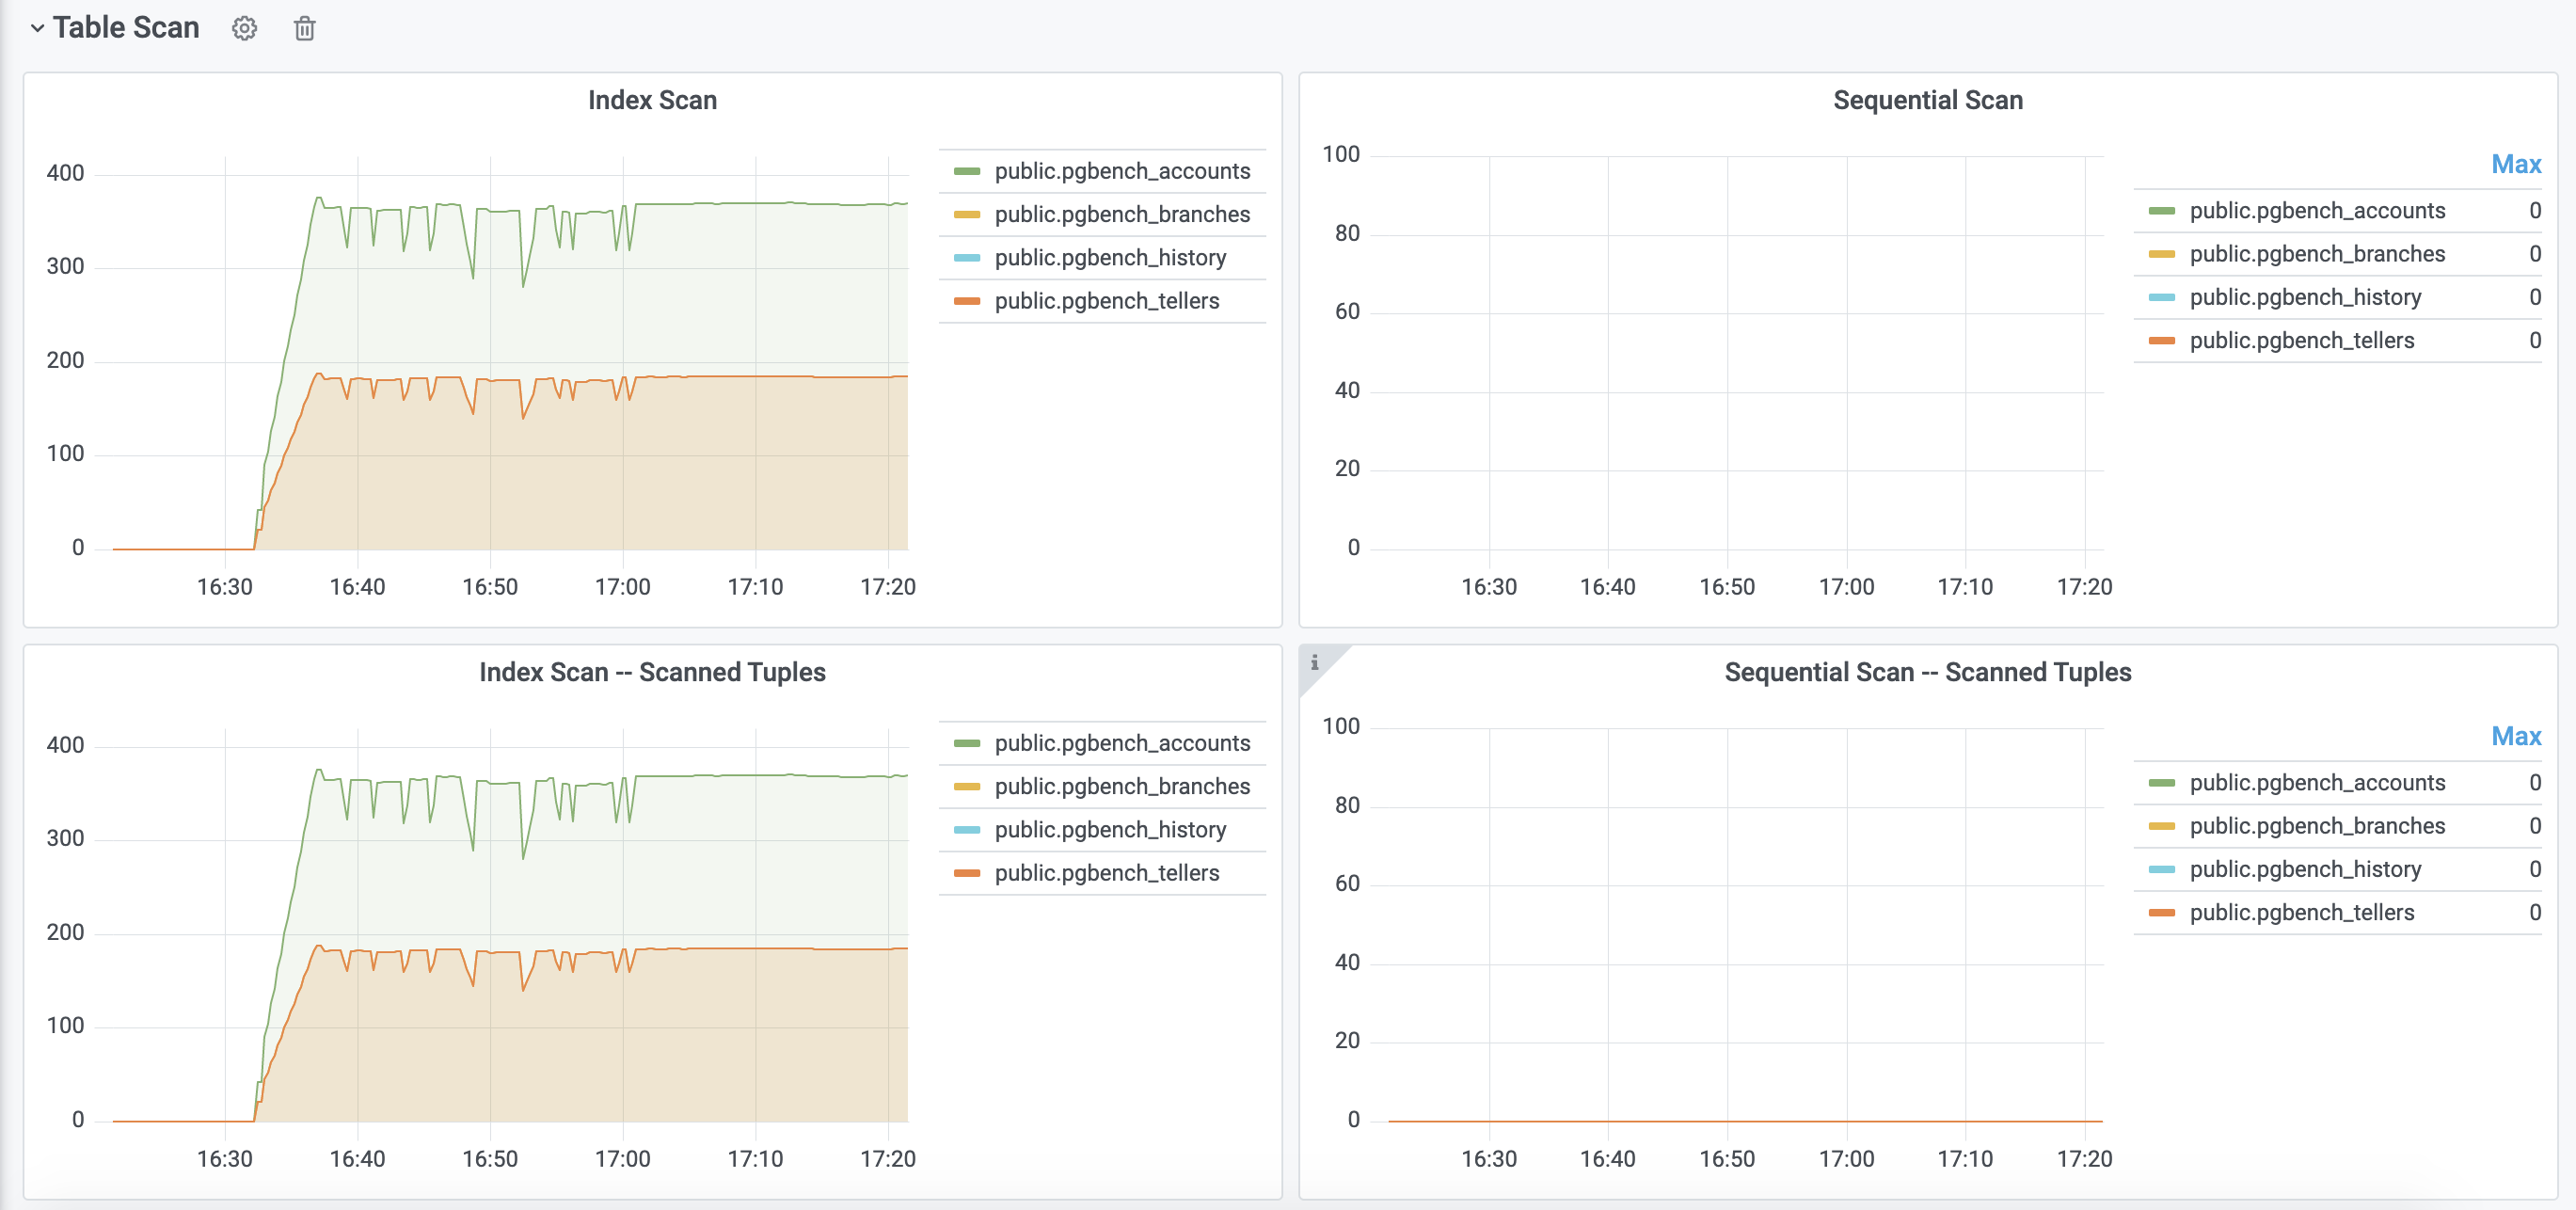 Table Scan
Index Scan
400
300
200
100
0
16:30 16:40 16:50 17:00 17:10 17:20
public.pgbench_accounts
public.pgbench_branches
public.pgbench_history
public.pgbench_tellers
Sequential Scan
100
80
60
40
20
0
16:30 16:40 16:50 17:00 17:10 17:20
Max
public.pgbench_accounts 0
public.pgbench_branches 0
public.pgbench_history 0
public.pgbench_tellers 0
Index Scan -- Scanned Tuples
400
300
200
100
0
16:30 16:40 16:50 17:00 17:10 17:20
public.pgbench_accounts
public.pgbench_branches
public.pgbench_history
public.pgbench_tellers
i
Sequential Scan -- Scanned Tuples
100
80
60
40
20
0
16:30 16:40 16:50 17:00 17:10 17:20
Max
public.pgbench_accounts 0
public.pgbench_branches 0
public.pgbench_history 0
public.pgbench_tellers 0